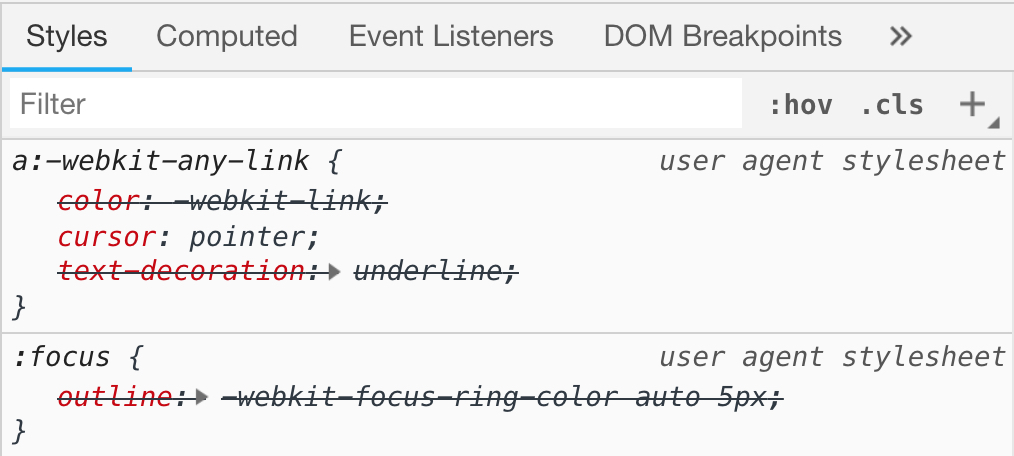 Styles Computed Event Listeners DOM Breakpoints »
Filter :hov .cls +
a:-webkit-any-link { user agent stylesheet
color: -webkit-link;
cursor: pointer;
text-decoration: underline;
}
:focus { user agent stylesheet
outline: -webkit-focus-ring-color auto 5px;
}